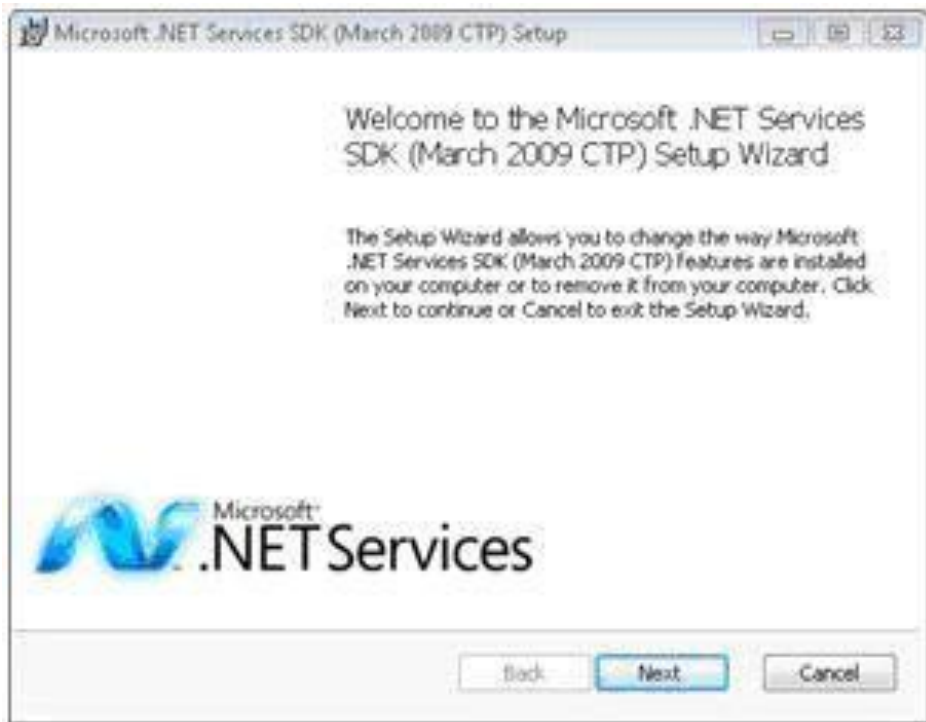 Microsoft .NET Services SDK (March 2009 CTP) Setup
Welcome to the Microsoft .NET Services
SDK (March 2009 CTP) Setup Wizard
The Setup Wizard allows you to change the way Microsoft
.NET Services SDK (March 2009 CTP) features are installed
on your computer or to remove it from your computer. Click
Next to continue or Cancel to exit the Setup Wizard.
Microsoft
.NET Services
Back
Next
Cancel